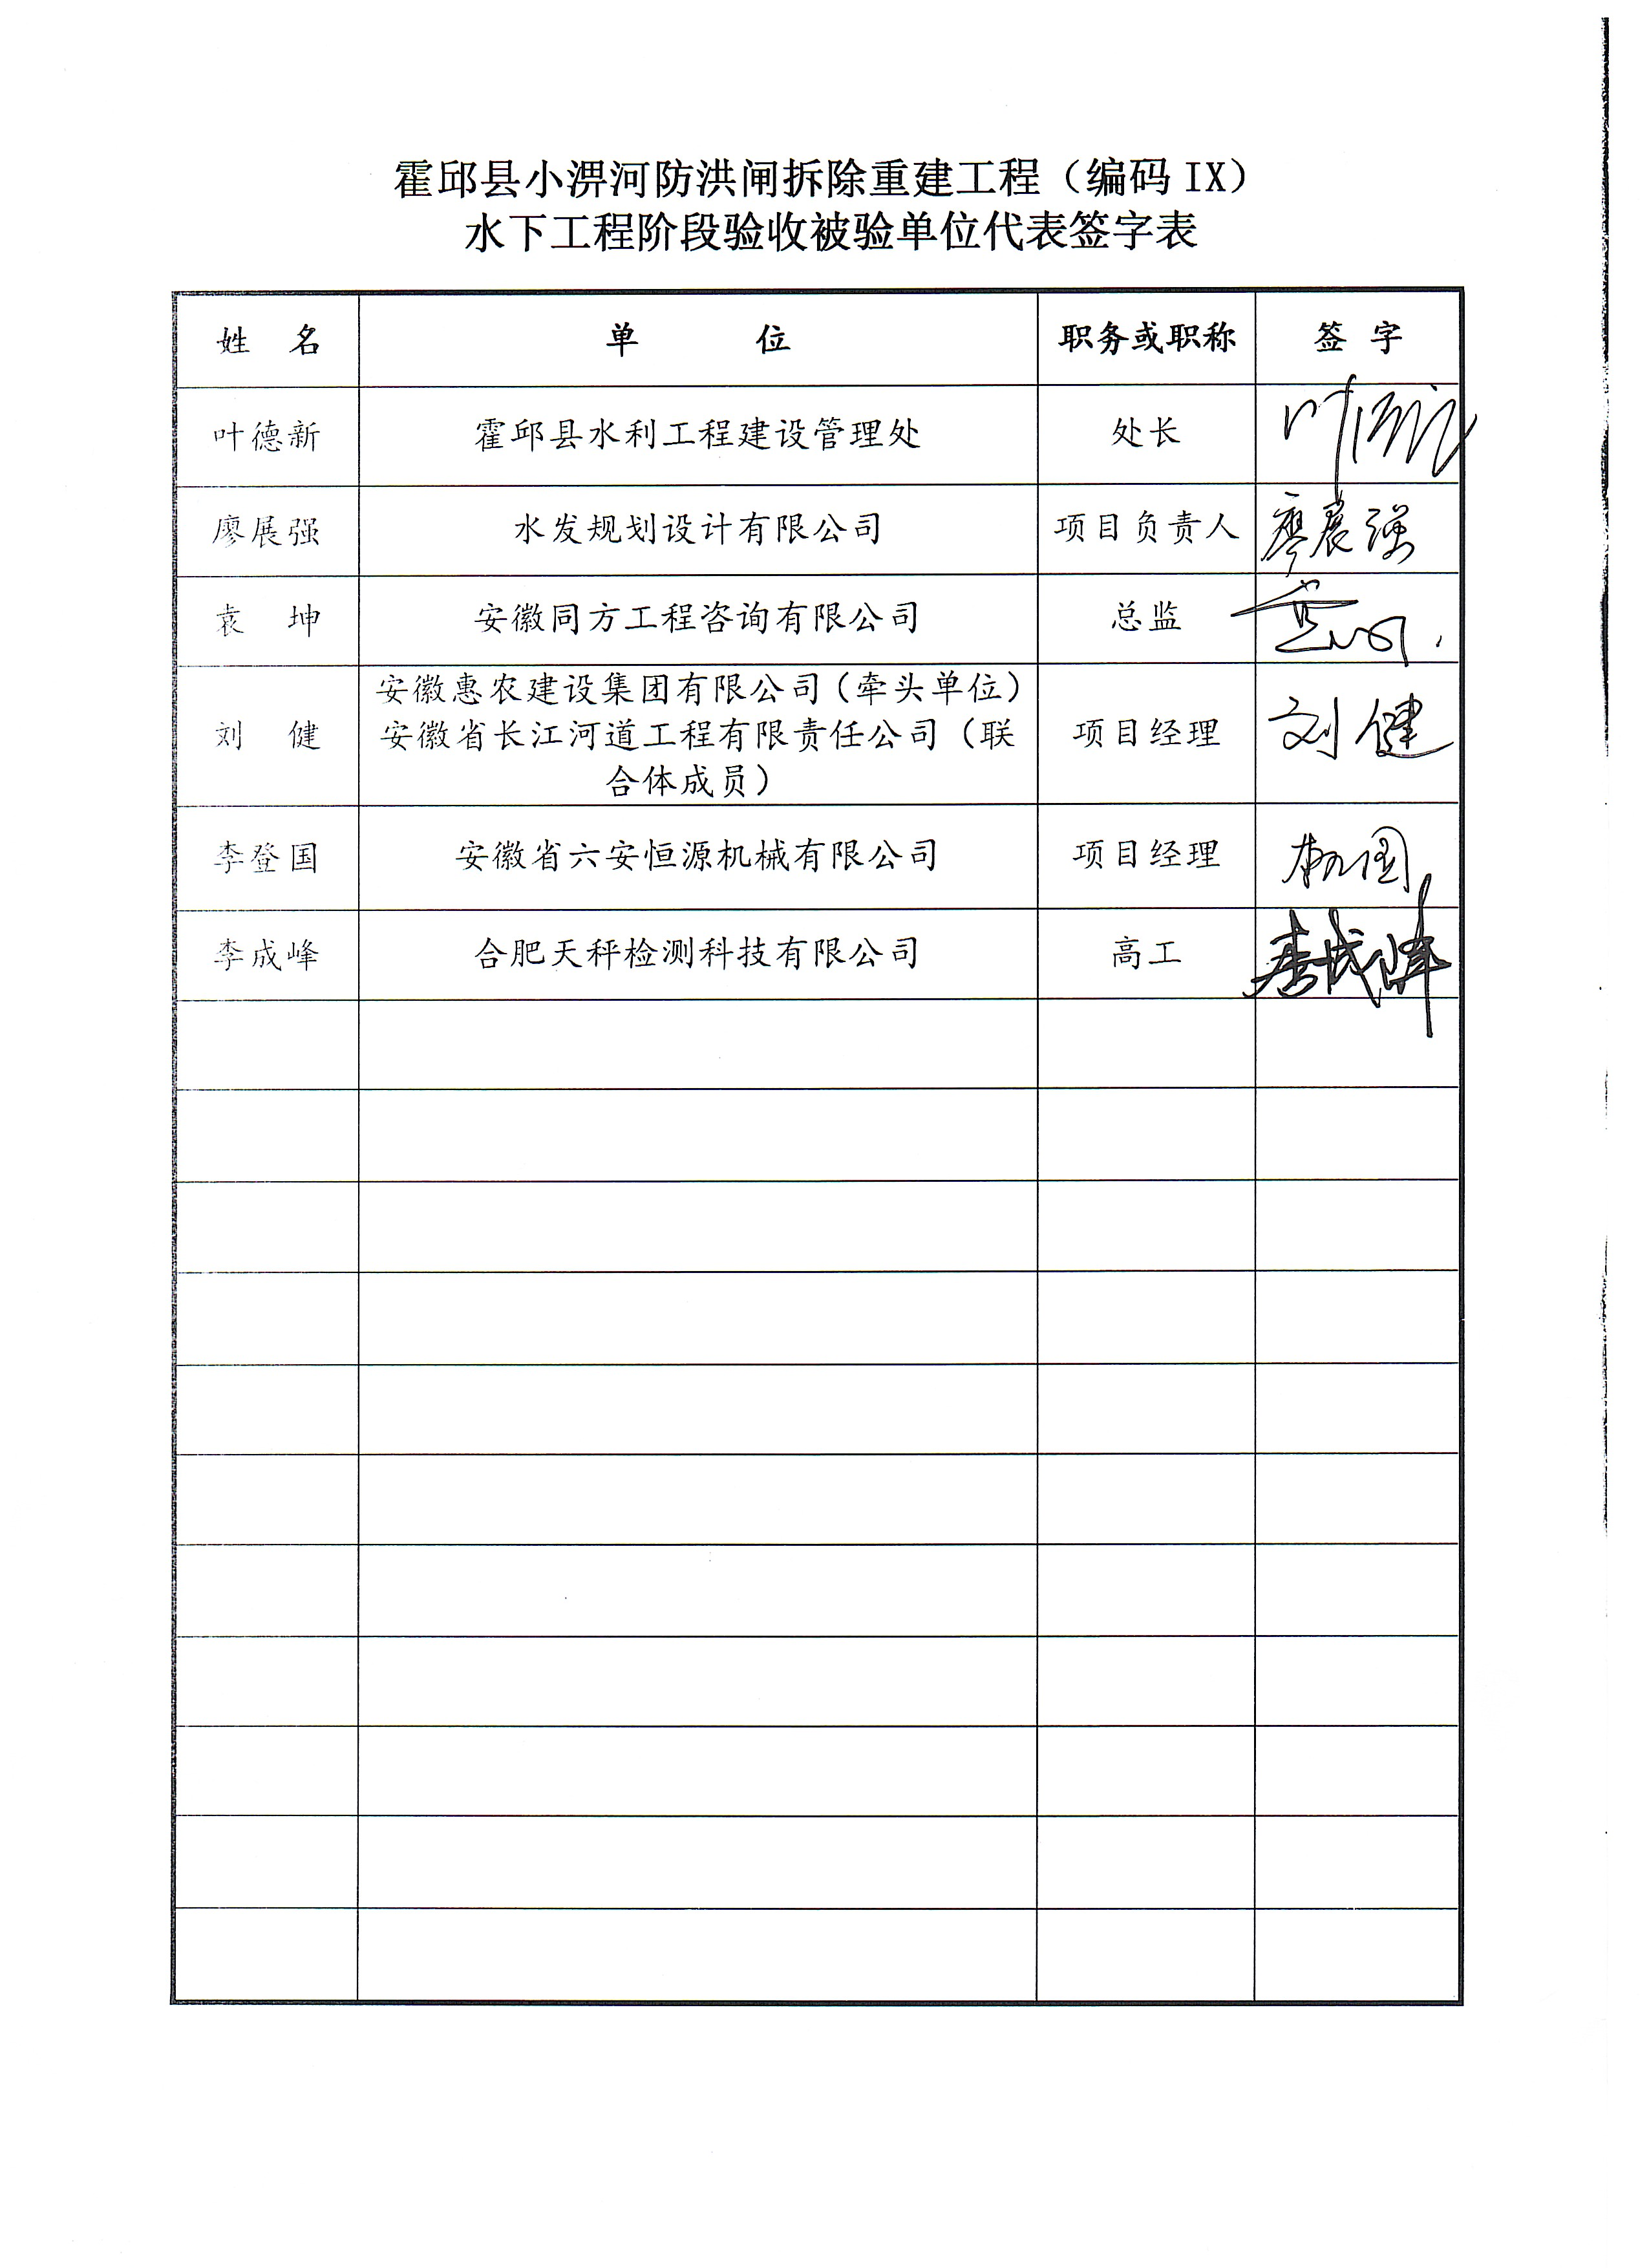 霍邱县小淠河防洪闸拆除重建工程（编码 IX）
水下工程阶段验收被验单位代表签字表
姓 名 单 位 职务或职称 签 字
叶德新 霍邱县水利工程建设管理处 处长
廖展强 水发规划设计有限公司 项目负责人 廖展强
袁 坤 安徽同方工程咨询有限公司 总监
刘 健 安徽惠农建设集团有限公司（牵头单位）
安徽省长江河道工程有限责任公司（联
合体成员） 项目经理 刘健
李登国 安徽省六安恒源机械有限公司 项目经理
李成峰 合肥天秤检测科技有限公司 高工 李成峰